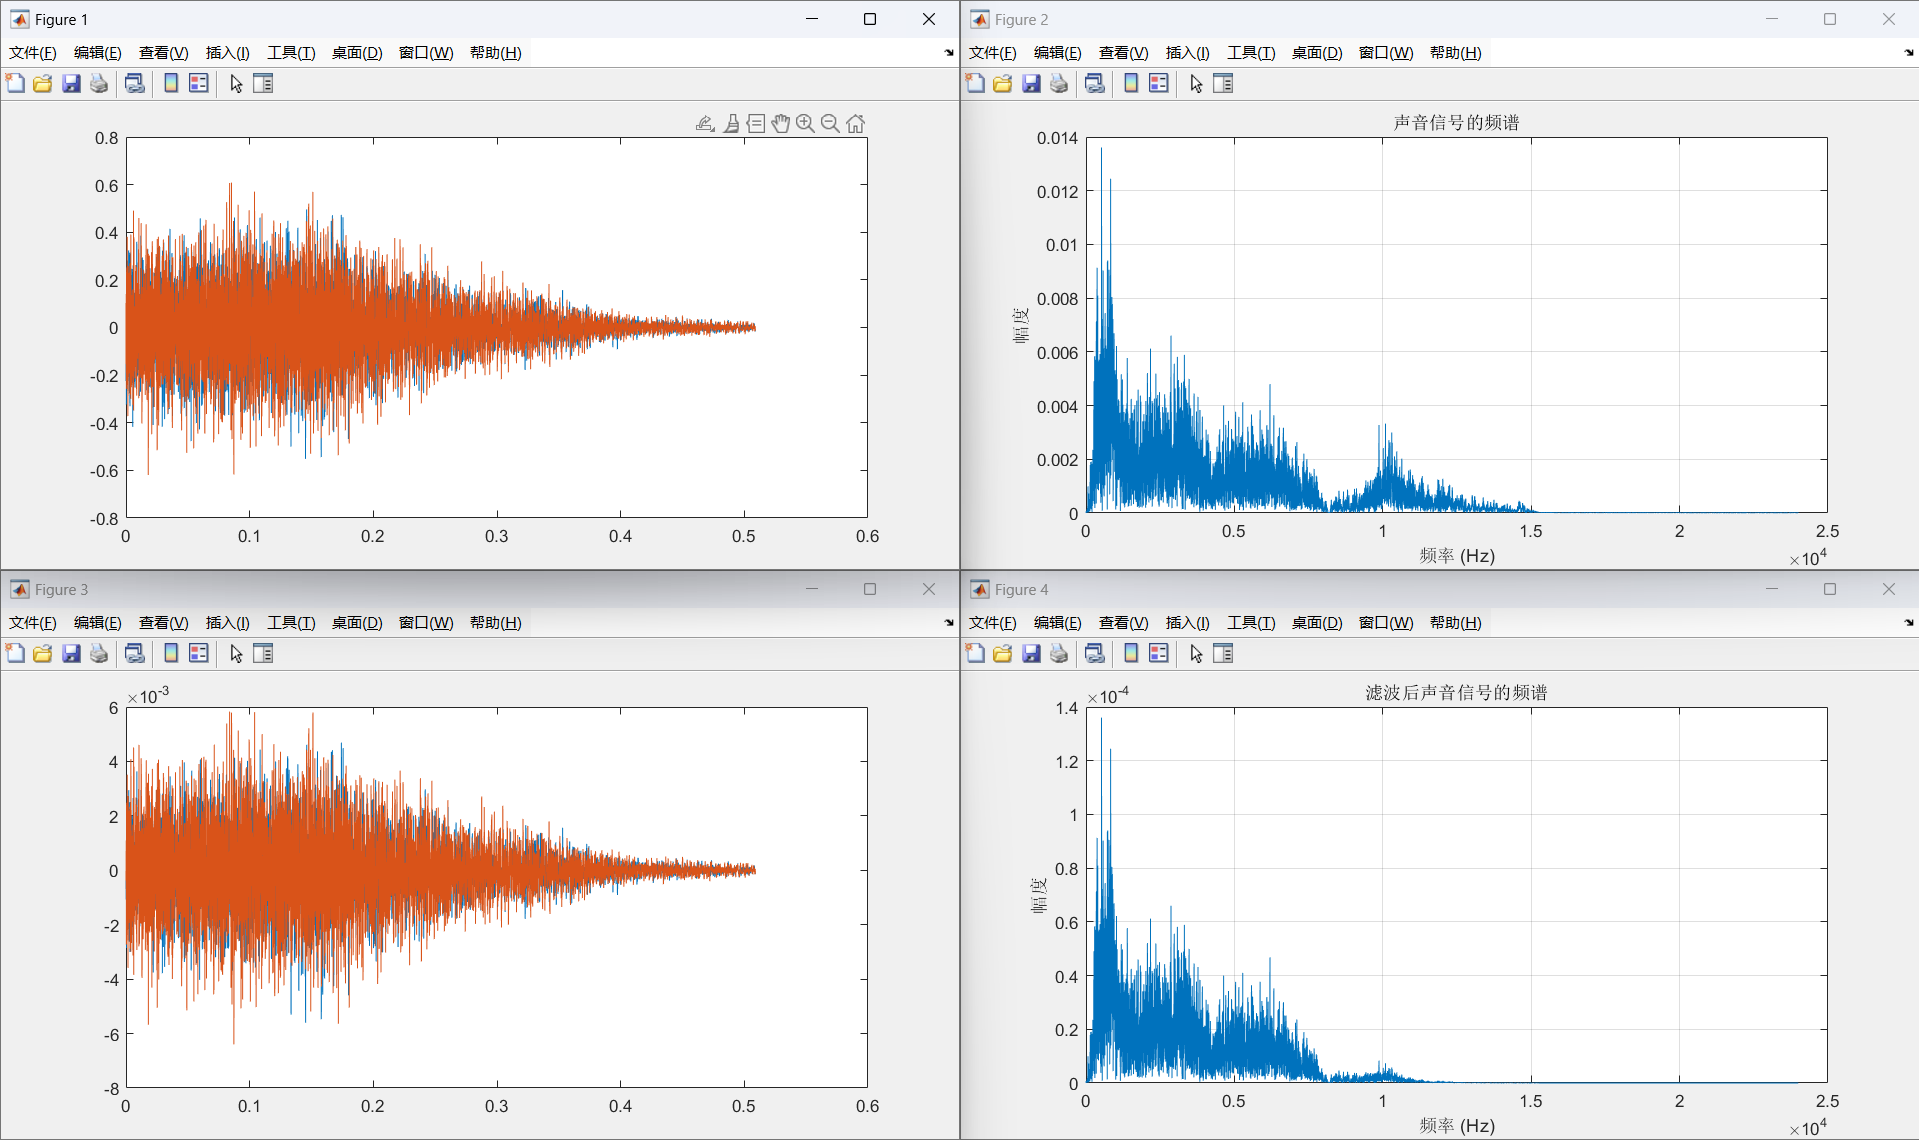 Figure 1
文件(F) 编辑(E) 查看(V) 插入(I) 工具(T) 桌面(D) 窗口(W) 帮助(H)
0.8
0.6
0.4
0.2
0
-0.2
-0.4
-0.6
-0.8
0 0.1 0.2 0.3 0.4 0.5 0.6
Figure 2
文件(F) 编辑(E) 查看(V) 插入(I) 工具(T) 桌面(D) 窗口(W) 帮助(H)
声音信号的频谱
0.014
0.012
0.01
0.008
0.006
0.004
0.002
0
幅度
0 0.5 1 1.5 2 2.5
频率 (Hz)
×10⁴
Figure 3
文件(F) 编辑(E) 查看(V) 插入(I) 工具(T) 桌面(D) 窗口(W) 帮助(H)
×10⁻³
6
4
2
0
-2
-4
-6
-8
0 0.1 0.2 0.3 0.4 0.5 0.6
Figure 4
文件(F) 编辑(E) 查看(V) 插入(I) 工具(T) 桌面(D) 窗口(W) 帮助(H)
滤波后声音信号的频谱
×10⁻⁴
1.4
1.2
1
0.8
0.6
0.4
0.2
0
幅度
0 0.5 1 1.5 2 2.5
频率 (Hz)
×10⁴